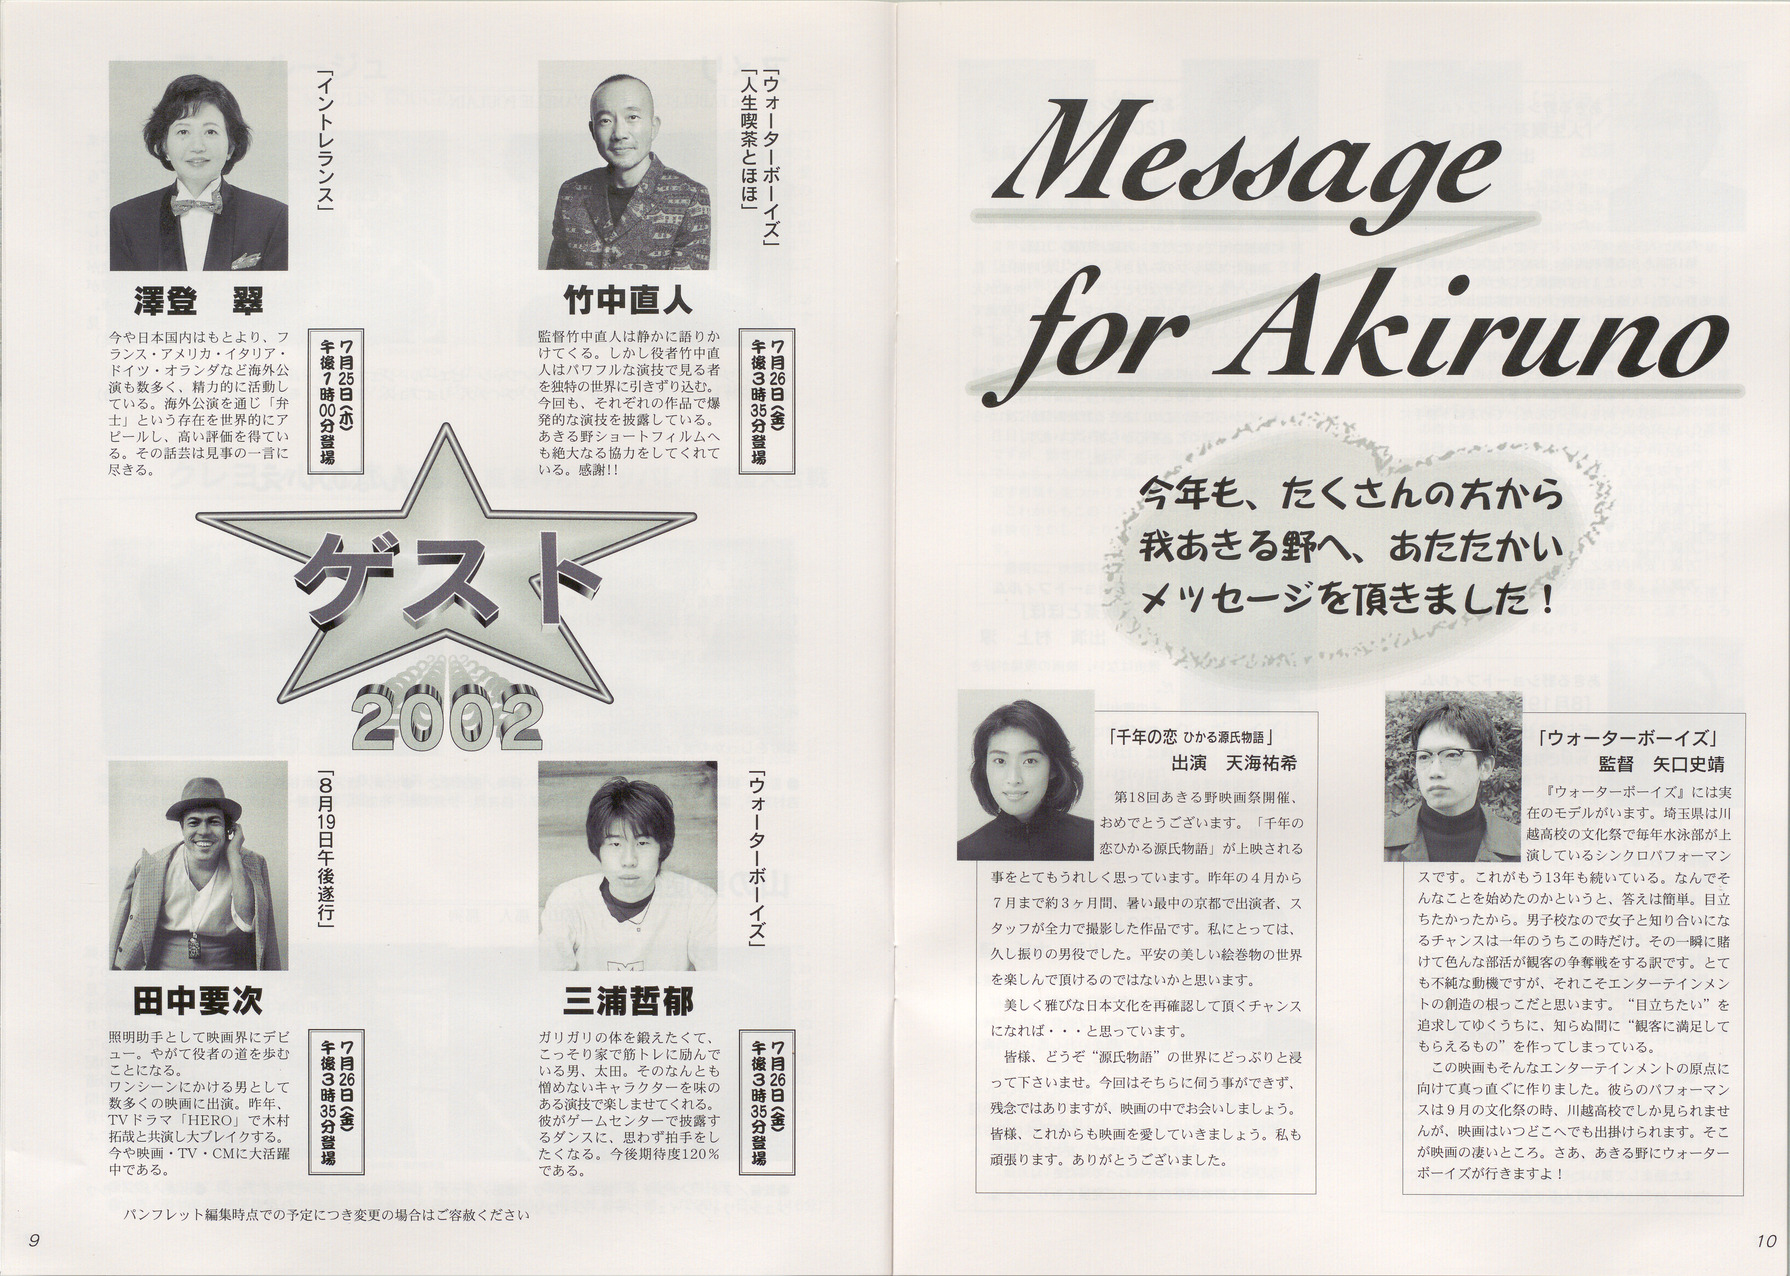 「イントレランス」
澤登　翠
今や日本国内はもとより、フ
ランス・アメリカ・イタリア・
ドイツ・オランダなど海外公
演も数多く、精力的に活動し
ている。海外公演を通じ「弁
士」という存在を世界的にア
ピールし、高い評価を得てい
る。その話芸は見事の一言に
尽きる。
7月25日(木)
午後1時00分登場
「ウォーターボーイズ」
「人生喫茶とほほ」
竹中直人
監督竹中直人は静かに語りか
けてくる。しかし役者竹中直
人はパワフルな演技で見る者
を独特の世界に引きずり込む。
今回も、それぞれの作品で爆
発的な演技を披露している。
あきる野ショートフィルムへ
も絶大なる協力をしてくれて
いる。感謝!!
7月26日(金)
午後3時35分登場
ゲスト
2002
「8月19日午後遂行」
田中要次
照明助手として映画界にデビ
ュー。やがて役者の道を歩む
ことになる。
ワンシーンにかける男として
数多くの映画に出演。昨年、
TVドラマ「HERO」で木村
拓哉と共演し大ブレイクする。
今や映画・TV・CMに大活躍
中である。
7月26日(金)
午後3時35分登場
「ウォーターボーイズ」
三浦哲郁
ガリガリの体を鍛えたくて、
こっそり家で筋トレに励んで
いる男、太田。そのなんとも
憎めないキャラクターを味の
ある演技で楽しませてくれる。
彼がゲームセンターで披露す
るダンスに、思わず拍手をし
たくなる。今後期待度120％
である。
7月26日(金)
午後3時35分登場
パンフレット編集時点での予定につき変更の場合はご容赦ください
9
Message
for Akiruno
今年も、たくさんの方から
我あきる野へ、あたたかい
メッセージを頂きました！
「千年の恋 ひかる源氏物語」
出演　天海祐希
第18回あきる野映画祭開催、
おめでとうございます。「千年の
恋ひかる源氏物語」が上映される
事をとてもうれしく思っています。昨年の４月から
７月まで約３ヶ月間、暑い最中の京都で出演者、ス
タッフが全力で撮影した作品です。私にとっては、
久し振りの男役でした。平安の美しい絵巻物の世界
を楽しんで頂けるのではないかと思います。
美しく雅びな日本文化を再確認して頂くチャンス
になれば・・・と思っています。
皆様、どうぞ“源氏物語”の世界にどっぷりと浸
って下さいませ。今回はそちらに伺う事ができず、
残念ではありますが、映画の中でお会いしましょう。
皆様、これからも映画を愛していきましょう。私も
頑張ります。ありがとうございました。
「ウォーターボーイズ」
監督　矢口史靖
『ウォーターボーイズ』には実
在のモデルがいます。埼玉県は川
越高校の文化祭で毎年水泳部が上
演しているシンクロパフォーマン
スです。これがもう13年も続いている。なんでそ
んなことを始めたのかというと、答えは簡単。目立
ちたかったから。男子校なので女子と知り合いにな
るチャンスは一年のうちこの時だけ。その一瞬に賭
けて色んな部活が観客の争奪戦をする訳です。とて
も不純な動機ですが、それこそエンターテインメン
トの創造の根っこだと思います。“目立ちたい”を
追求してゆくうちに、知らぬ間に“観客に満足して
もらえるもの”を作ってしまっている。
この映画もそんなエンターテインメントの原点に
向けて真っ直ぐに作りました。彼らのパフォーマン
スは９月の文化祭の時、川越高校でしか見られませ
んが、映画はいつどこへでも出掛けられます。そこ
が映画の凄いところ。さあ、あきる野にウォーター
ボーイズが行きますよ！
10